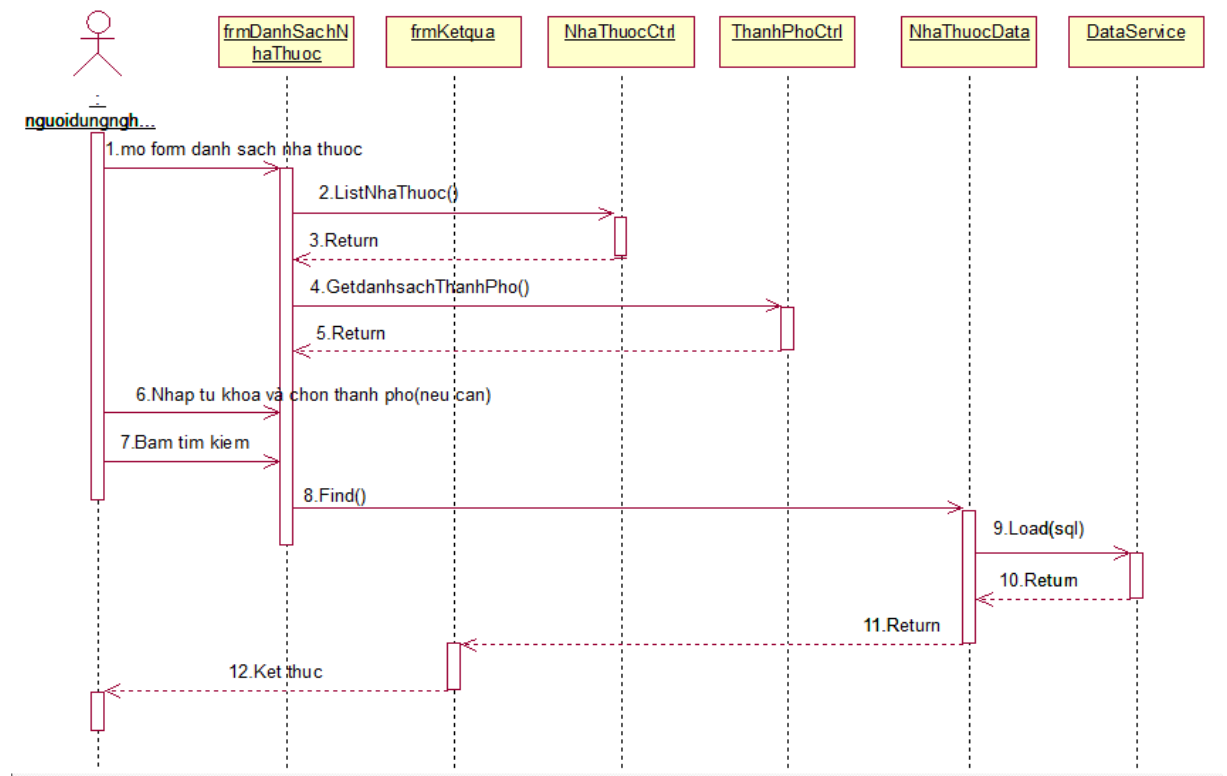 frmDanhSachN
haThuoc
frmKetqua
NhaThuocCtrl
ThanhPhoCtrl
NhaThuocData
DataService
:
nguoidungngh...
1.mo form danh sach nha thuoc
2.ListNhaThuoc()
3.Return
4.GetdanhsachThanhPho()
5.Return
6.Nhap tu khoa và chon thanh pho(neu can)
7.Bam tim kiem
8.Find()
9.Load(sql)
10.Return
11.Return
12.Ket thuc